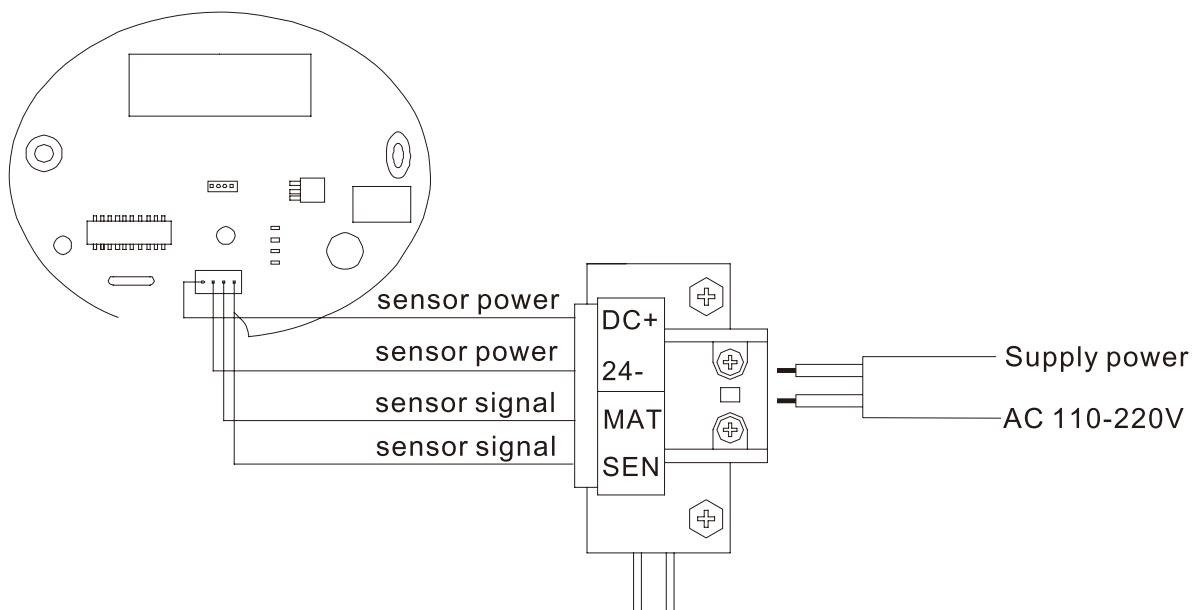 sensor power
DC+
sensor power
24-
sensor signal
MAT
sensor signal
SEN
Supply power
AC 110-220V